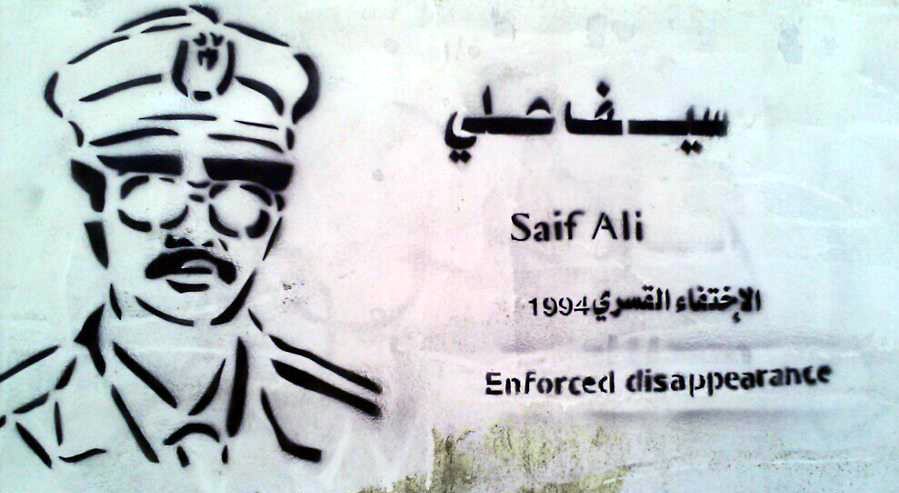 سيف علي
Saif Ali
الإختفاء القسري 1994
Enforced disappearance